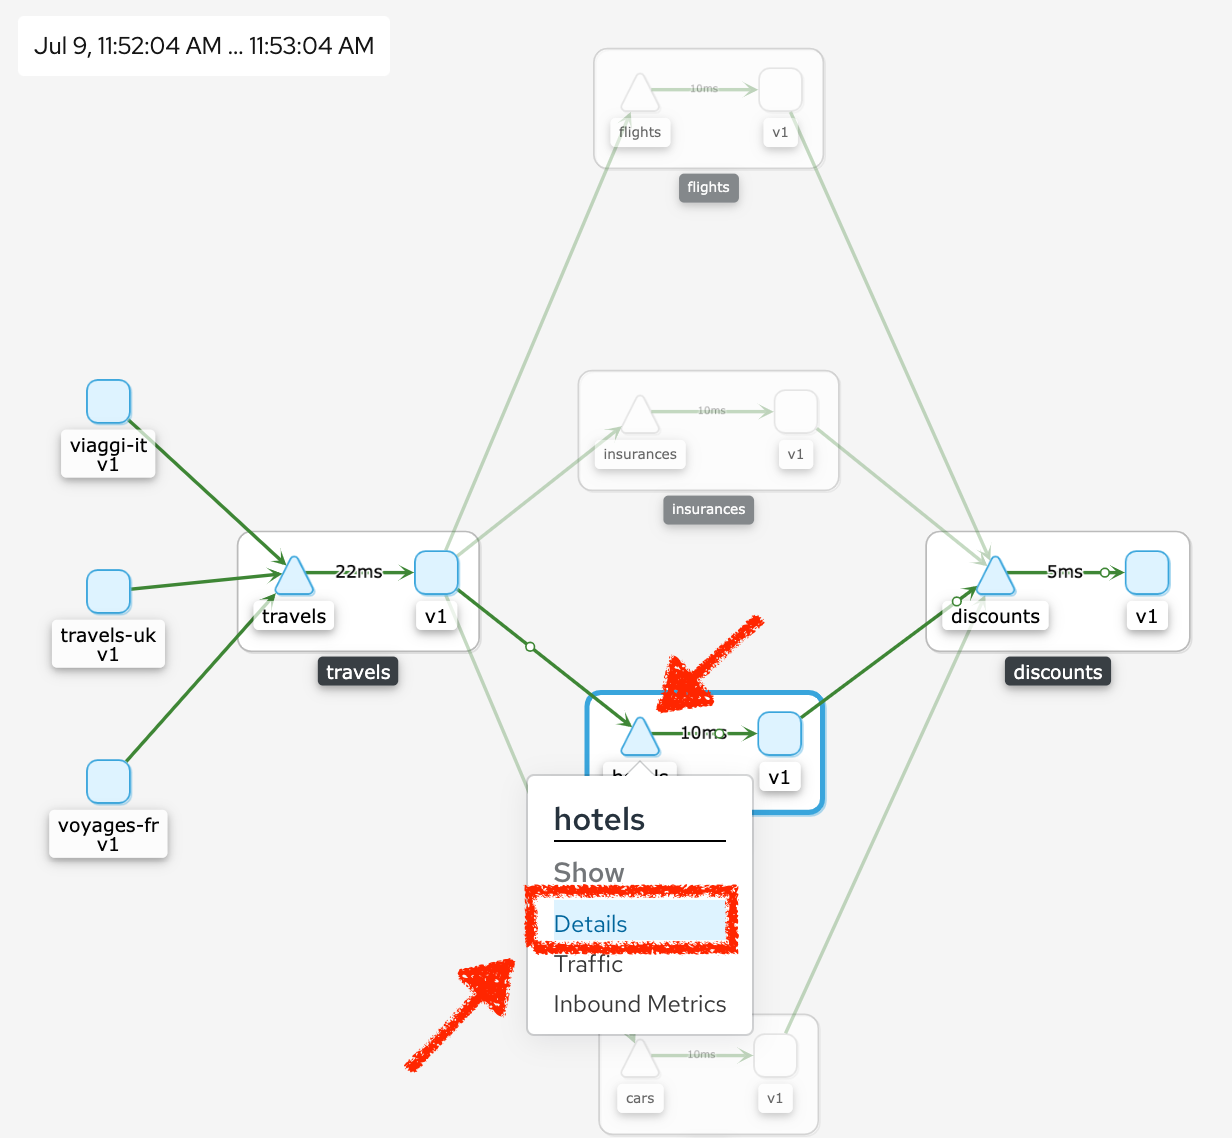 Jul 9, 11:52:04 AM ... 11:53:04 AM
10ms
flights
v1
flights
10ms
insurances
v1
insurances
viaggi-it
v1
travels-uk
v1
voyages-fr
v1
22ms
travels
v1
travels
5ms
discounts
v1
discounts
10ms
v1
hotels
Show
Details
Traffic
Inbound Metrics
10ms
cars
v1